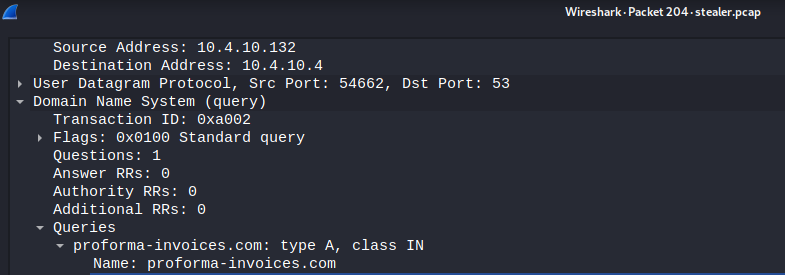 Wireshark · Packet 204 · stealer.pcap
Source Address: 10.4.10.132
Destination Address: 10.4.10.4
User Datagram Protocol, Src Port: 54662, Dst Port: 53
Domain Name System (query)
Transaction ID: 0xa002
Flags: 0x0100 Standard query
Questions: 1
Answer RRs: 0
Authority RRs: 0
Additional RRs: 0
Queries
proforma-invoices.com: type A, class IN
Name: proforma-invoices.com